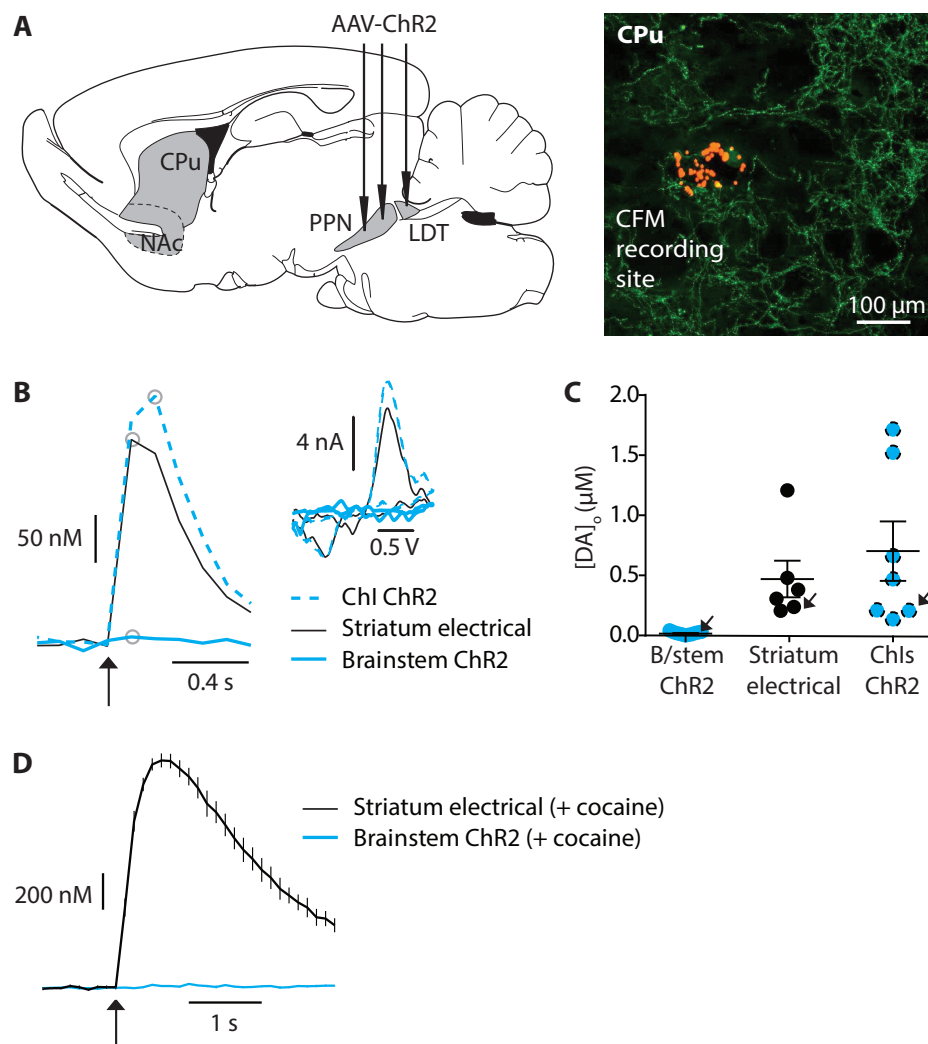 A
AAV-ChR2
CPu
NAc
PPN
LDT
CPu
CFM
recording
site
100 µm
B
50 nM
0.4 s
4 nA
0.5 V
ChI ChR2
Striatum electrical
Brainstem ChR2
C
[DA]o (µM)
2.0
1.5
1.0
0.5
0.0
B/stem
ChR2
Striatum
electrical
ChIs
ChR2
D
200 nM
1 s
Striatum electrical (+ cocaine)
Brainstem ChR2 (+ cocaine)